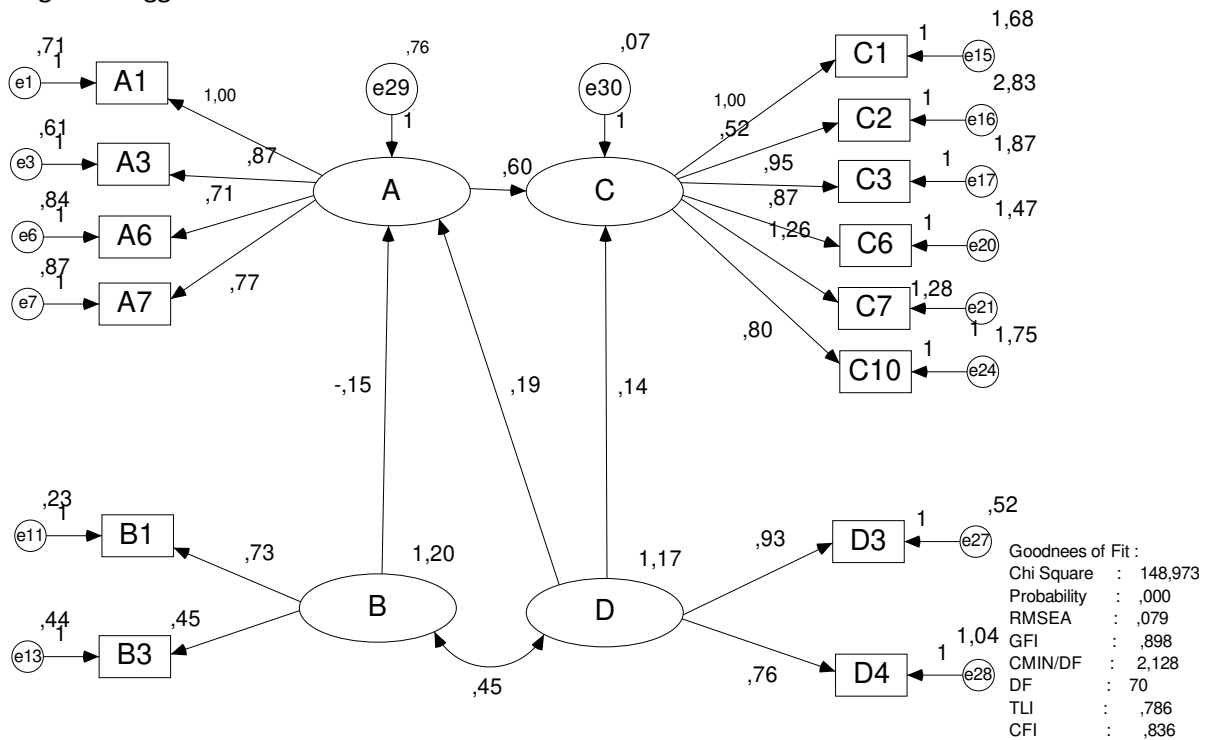 ,71
1
e1
A1
1,00
,61
1
e3
A3
,87
,84
1
e6
A6
,71
,87
1
e7
A7
,77
,76
e29
1
A
,60
,07
e30
1
C
1,00
C1
1
e15
1,68
,52
C2
1
e16
2,83
,95
C3
1
e17
1,87
,87
C6
1
e20
1,47
1,26
C7
1
e21
1,28
,80
C10
1
e24
1,75
-,15
,19
,14
,23
1
e11
B1
,73
,44
1
e13
B3
,45
1,20
B
,45
1,17
D
,93
D3
1
e27
,52
,76
D4
1
e28
1,04
Goodnees of Fit :
Chi Square : 148,973
Probability : ,000
RMSEA : ,079
GFI : ,898
CMIN/DF : 2,128
DF : 70
TLI : ,786
CFI : ,836